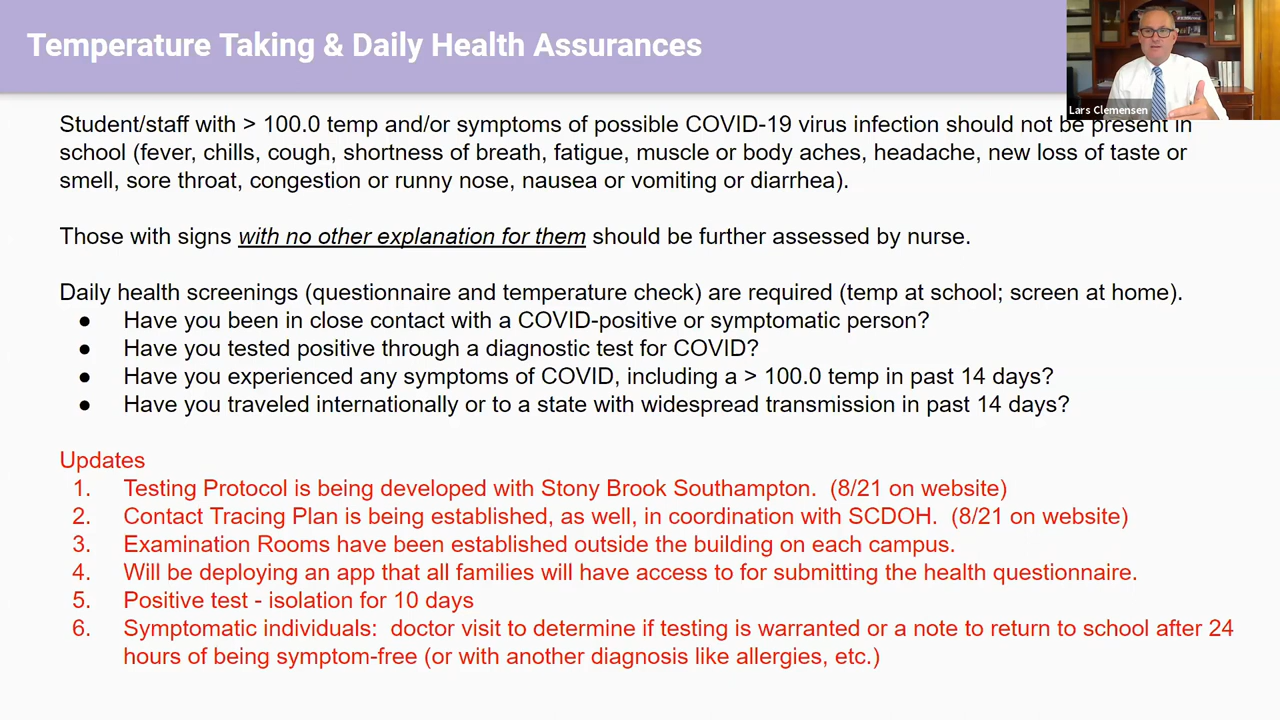 Temperature Taking & Daily Health Assurances
Lars Clemensen
Student/staff with > 100.0 temp and/or symptoms of possible COVID-19 virus infection should not be present in
school (fever, chills, cough, shortness of breath, fatigue, muscle or body aches, headache, new loss of taste or
smell, sore throat, congestion or runny nose, nausea or vomiting or diarrhea).
Those with signs with no other explanation for them should be further assessed by nurse.
Daily health screenings (questionnaire and temperature check) are required (temp at school; screen at home).
● Have you been in close contact with a COVID-positive or symptomatic person?
● Have you tested positive through a diagnostic test for COVID?
● Have you experienced any symptoms of COVID, including a > 100.0 temp in past 14 days?
● Have you traveled internationally or to a state with widespread transmission in past 14 days?
Updates
1. Testing Protocol is being developed with Stony Brook Southampton. (8/21 on website)
2. Contact Tracing Plan is being established, as well, in coordination with SCDOH. (8/21 on website)
3. Examination Rooms have been established outside the building on each campus.
4. Will be deploying an app that all families will have access to for submitting the health questionnaire.
5. Positive test - isolation for 10 days
6. Symptomatic individuals: doctor visit to determine if testing is warranted or a note to return to school after 24
hours of being symptom-free (or with another diagnosis like allergies, etc.)